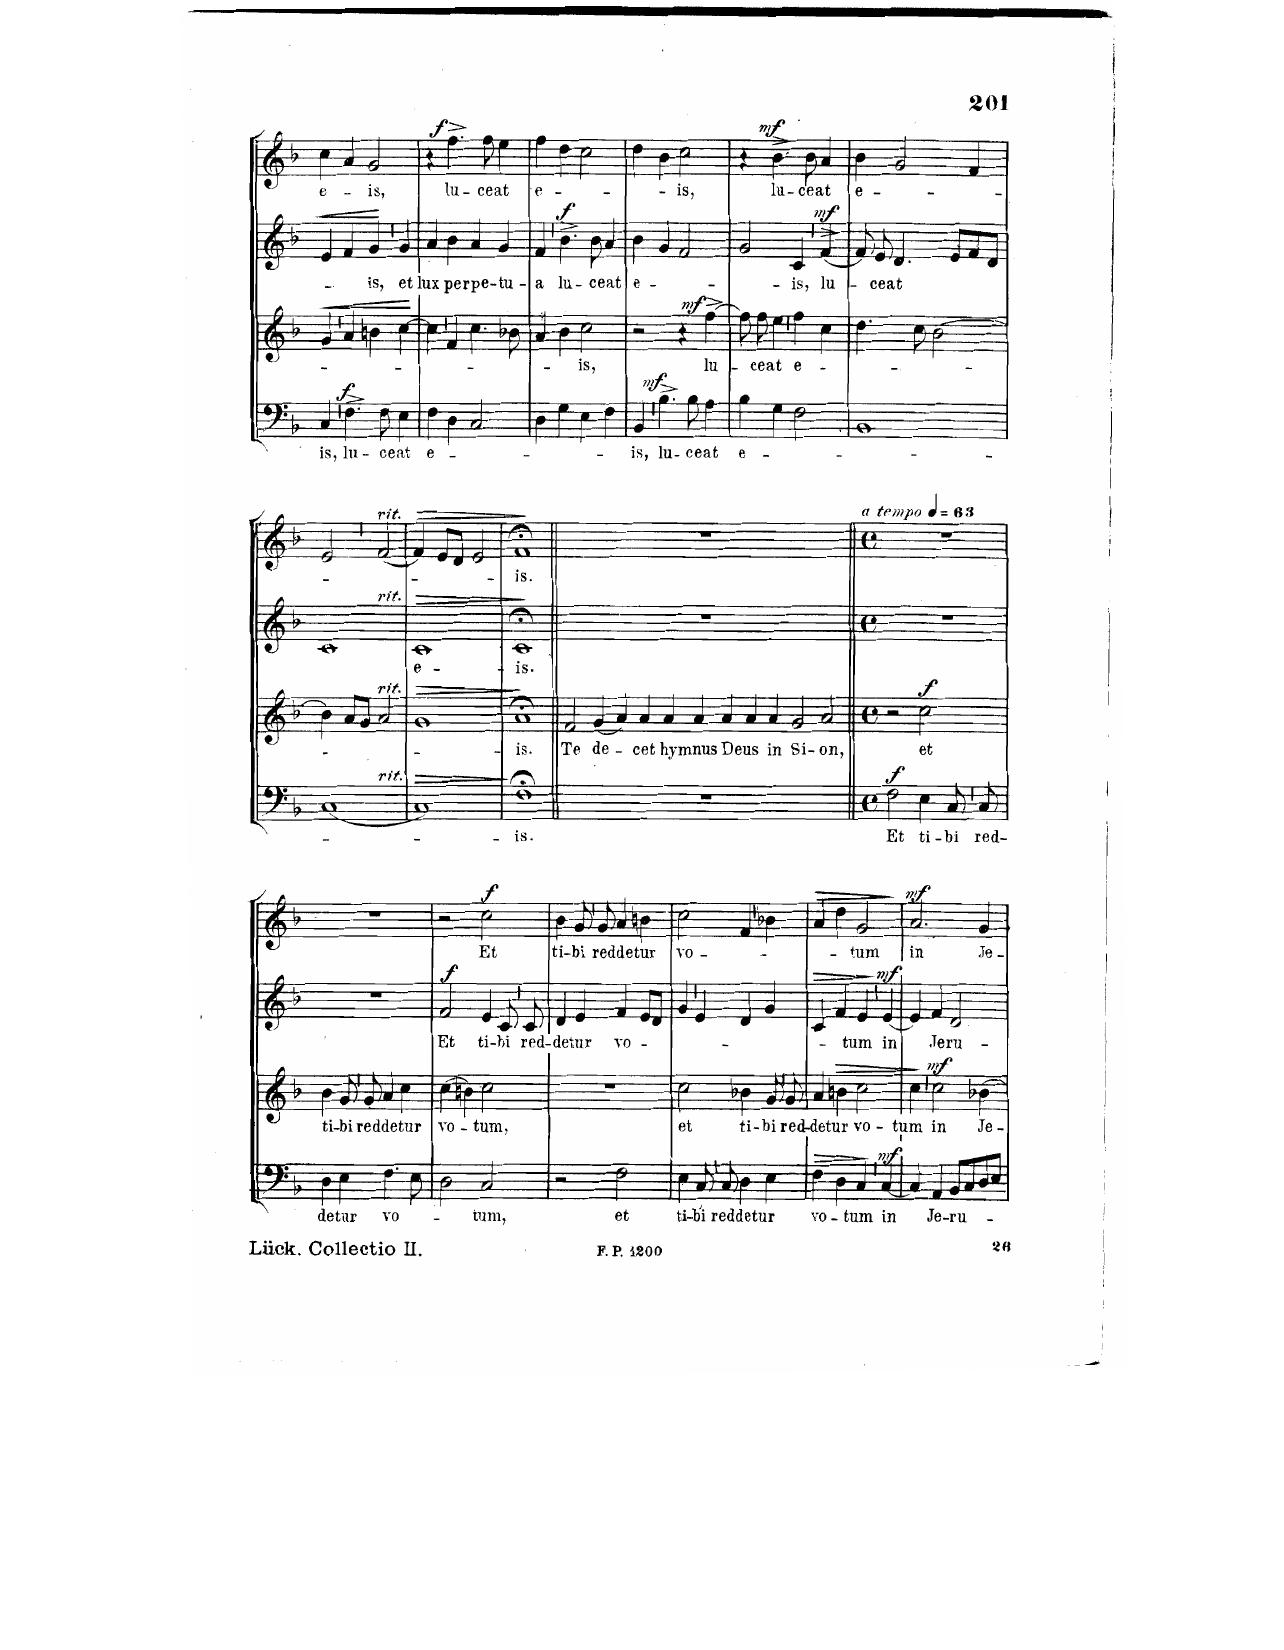 201
f
mf
e - is, lu - ceat e - - - is, lu - ceat e - - -
f
mf
- is, et lux perpe - tu - a lu - ceat e - - - is, lu - ceat
mf
- - - - - is, lu - ceat e - - -
f
mf
is, lu - ceat e - - - is, lu - ceat e - - -
rit.
a tempo ♩ = 63
- - - is.
rit.
e - is.
rit.
f
- - - is. Te de - cet hymnus Deus in Si - on, et
rit.
f
- - - is. Et ti - bi red-
f
mf
Et ti-bi reddetur vo - - - tum in Je-
f
mf
Et ti-bi red-detur vo - - - tum in Jeru -
mf
ti-bi reddetur vo - tum, et ti-bi red-detur vo - tum in Je-
mf
detur vo - tum, et ti-bi reddetur vo - tum in Je-ru -
Lück. Collectio II. F. P. 1200 26